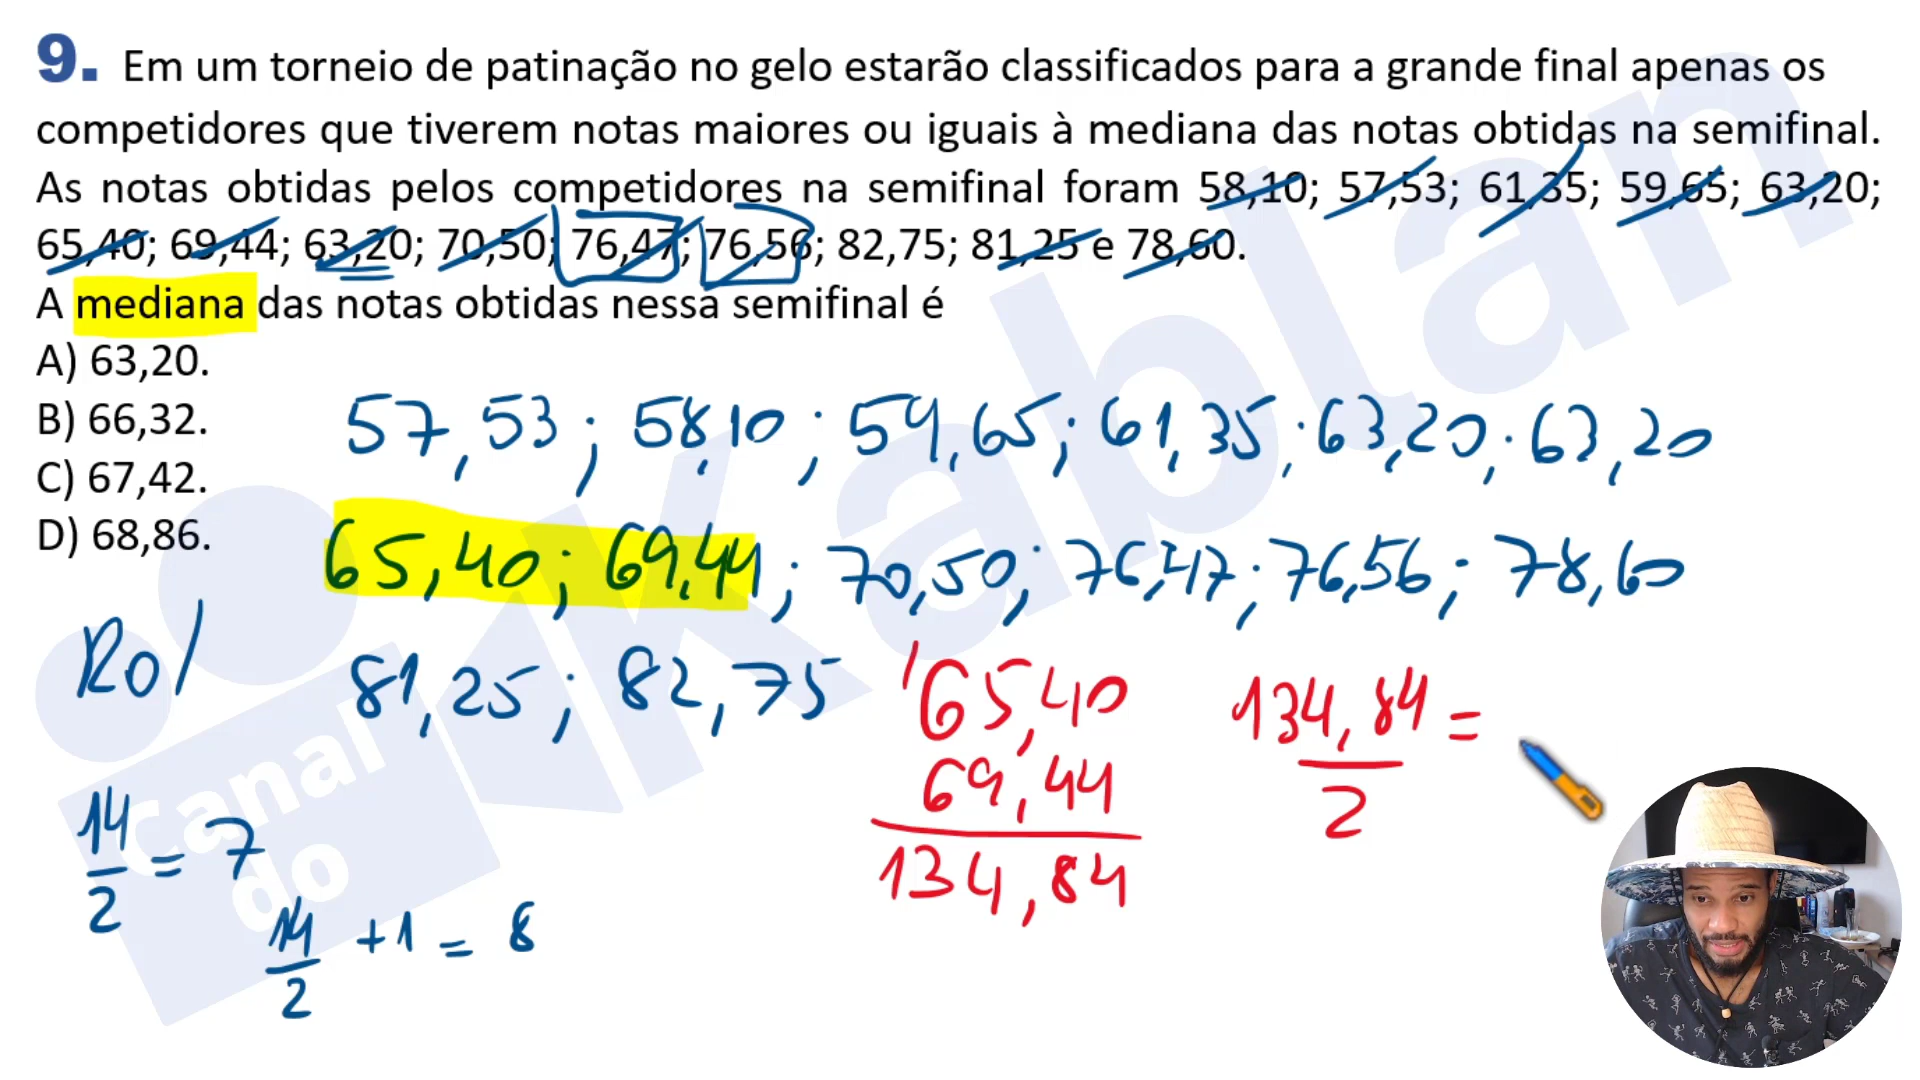 9. Em um torneio de patinação no gelo estarão classificados para a grande final apenas os
competidores que tiverem notas maiores ou iguais à mediana das notas obtidas na semifinal.
As notas obtidas pelos competidores na semifinal foram 58,10; 57,53; 61,35; 59,65; 63,20;
65,40; 69,44; 63,20; 70,50; 76,47; 76,56; 82,75; 81,25 e 78,60.
A mediana das notas obtidas nessa semifinal é
A) 63,20.
B) 66,32.
C) 67,42.
D) 68,86.
57,53; 58,10; 59,65; 61,35; 63,20; 63,20
65,40; 69,44; 70,50; 76,47; 76,56; 78,60
Rol
81,25; 82,75
1
65,40
69,44
134,84
134,84 =
2
14
2
= 7
14
2
+1 = 8
Canal
do
Kablan